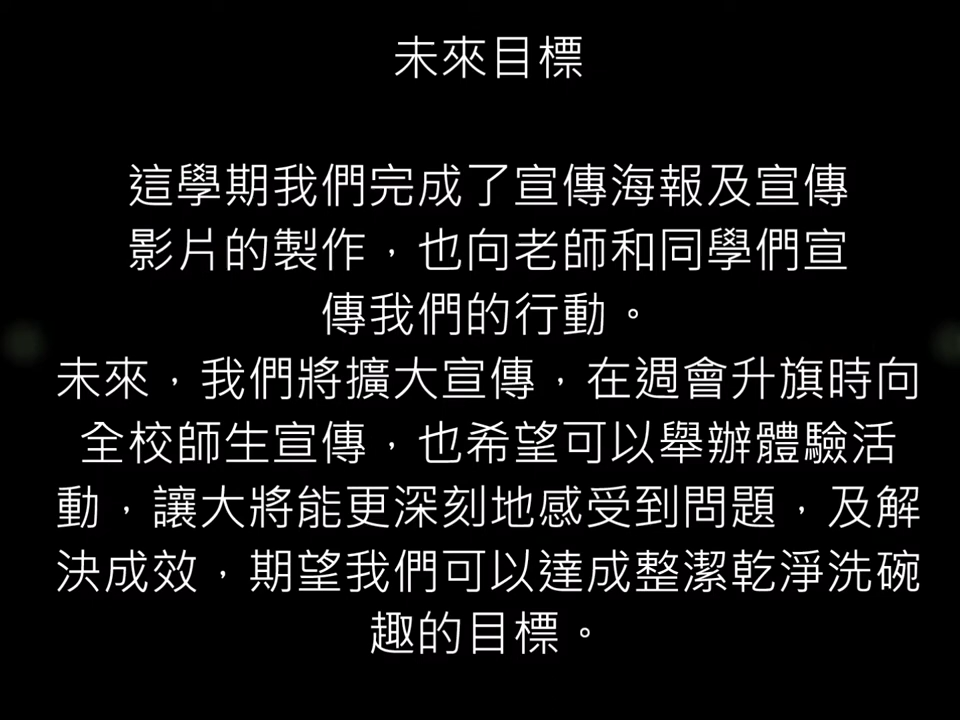 未來目標
這學期我們完成了宣傳海報及宣傳
影片的製作，也向老師和同學們宣
傳我們的行動。
未來，我們將擴大宣傳，在週會升旗時向
全校師生宣傳，也希望可以舉辦體驗活
動，讓大將能更深刻地感受到問題，及解
決成效，期望我們可以達成整潔乾淨洗碗
趣的目標。